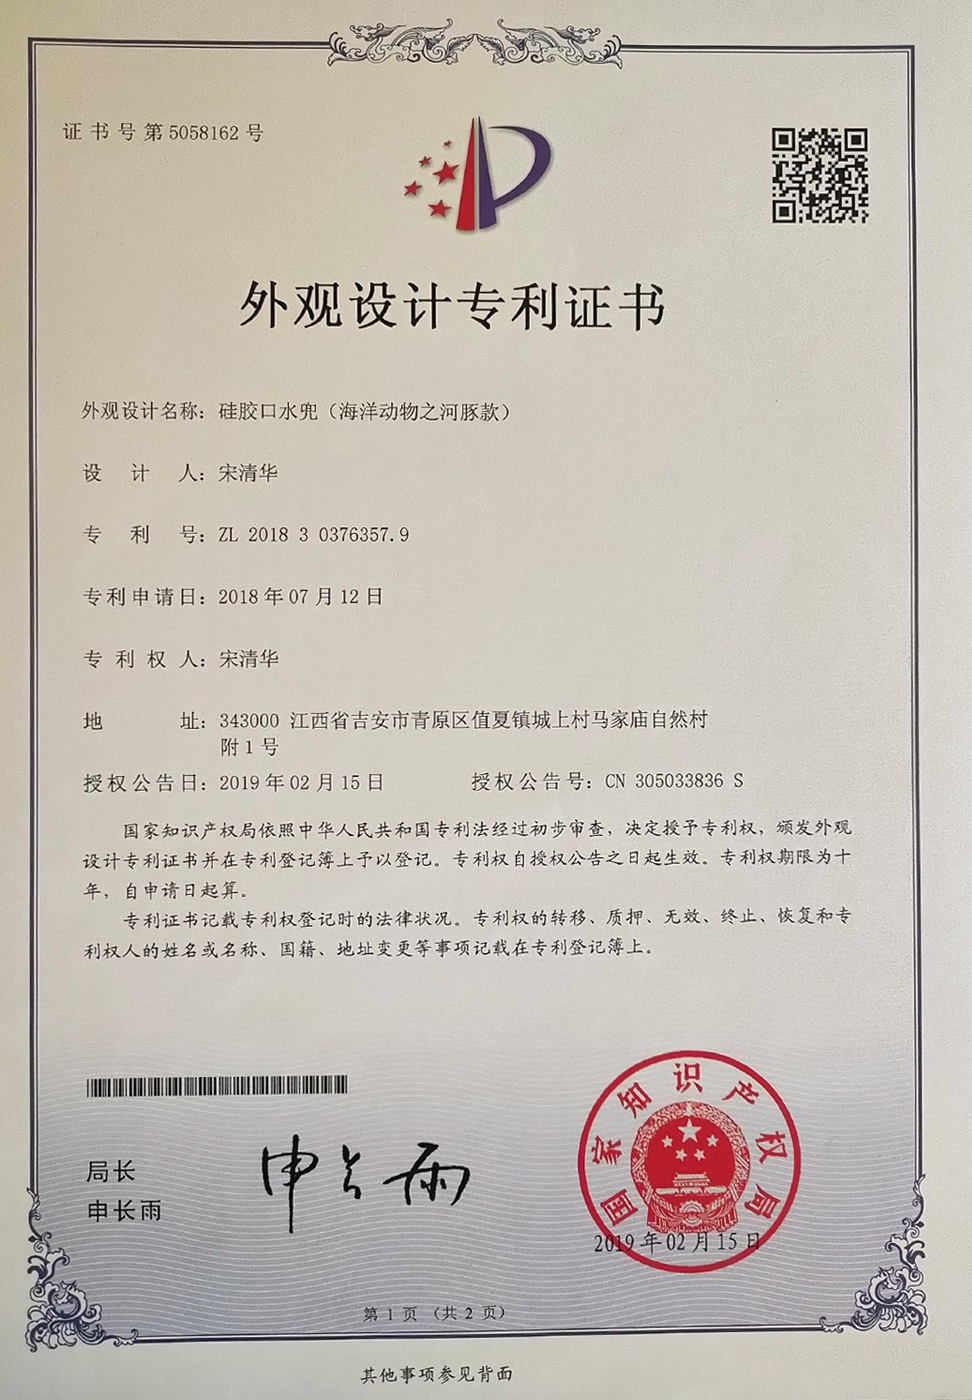 证书号第5058162号
外观设计专利证书
外观设计名称：硅胶口水兜（海洋动物之河豚款）
设计人：宋清华
专利号：ZL 2018 3 0376357.9
专利申请日：2018年07月12日
专利权人：宋清华
地址：343000 江西省吉安市青原区值夏镇城上村马家庙自然村
附1号
授权公告日：2019年02月15日 授权公告号：CN 305033836 S
国家知识产权局依照中华人民共和国专利法经过初步审查，决定授予专利权，颁发外观
设计专利证书并在专利登记簿上予以登记。专利权自授权公告之日起生效。专利权期限为十
年，自申请日起算。
专利证书记载专利权登记时的法律状况。专利权的转移、质押、无效、终止、恢复和专
利权人的姓名或名称、国籍、地址变更等事项记载在专利登记簿上。
局长
申长雨
申长雨
国家知识产权局
2019年02月15日
第 1 页 （共 2 页）
其他事项参见背面